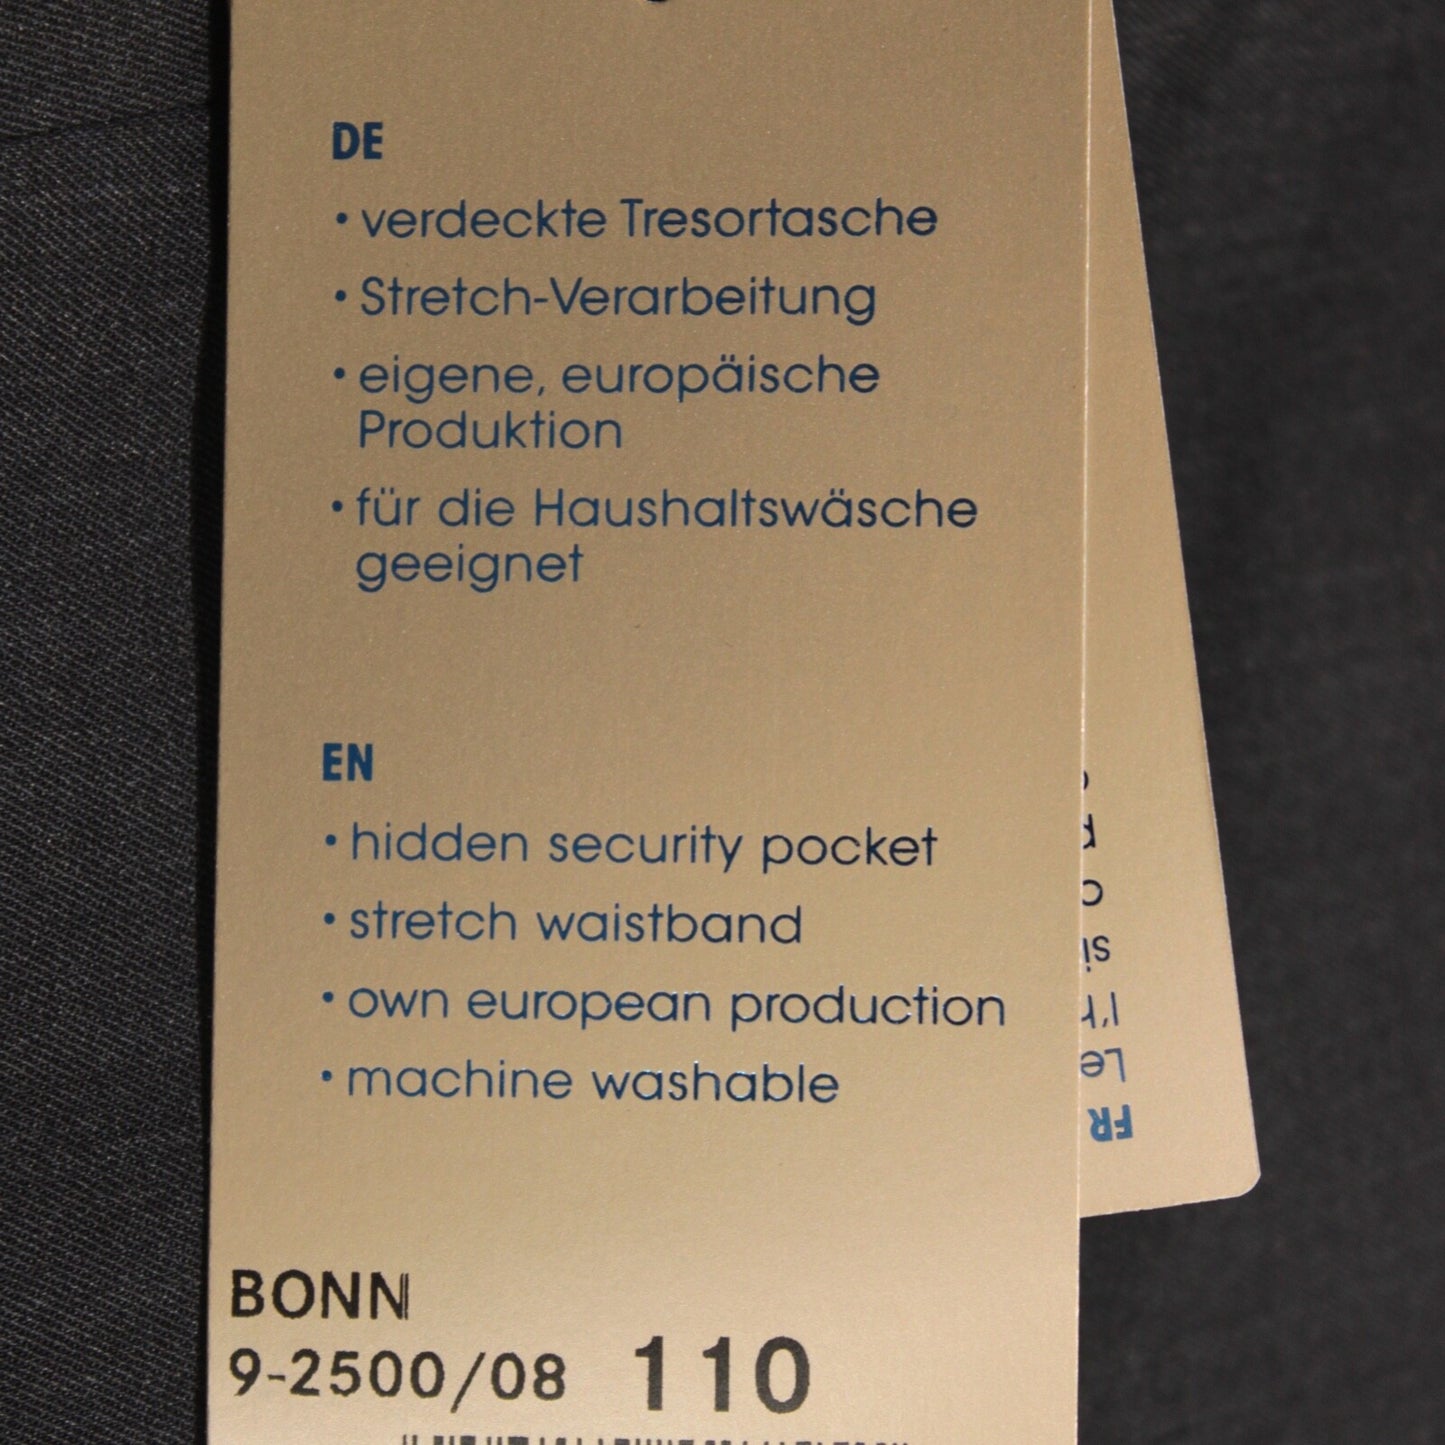 DE
• verdeckte Tresortasche
• Stretch-Verarbeitung
• eigene, europäische
Produktion
• für die Haushaltswäsche
geeignet
EN
• hidden security pocket
• stretch waistband
• own european production
• machine washable
BONN
9-2500/08 110
FR